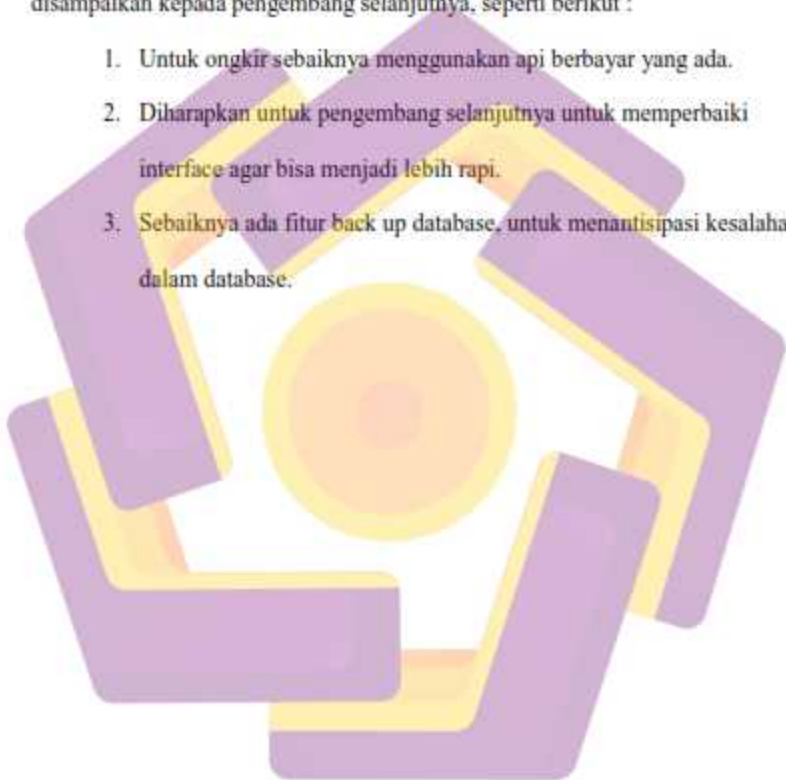 disampaikan kepada pengembang selanjutnya, seperti berikut :
1. Untuk ongkir sebaiknya menggunakan api berbayar yang ada.
2. Diharapkan untuk pengembang selanjutnya untuk memperbaiki
interface agar bisa menjadi lebih rapi.
3. Sebaiknya ada fitur back up database, untuk menantisipasi kesalaha
dalam database.